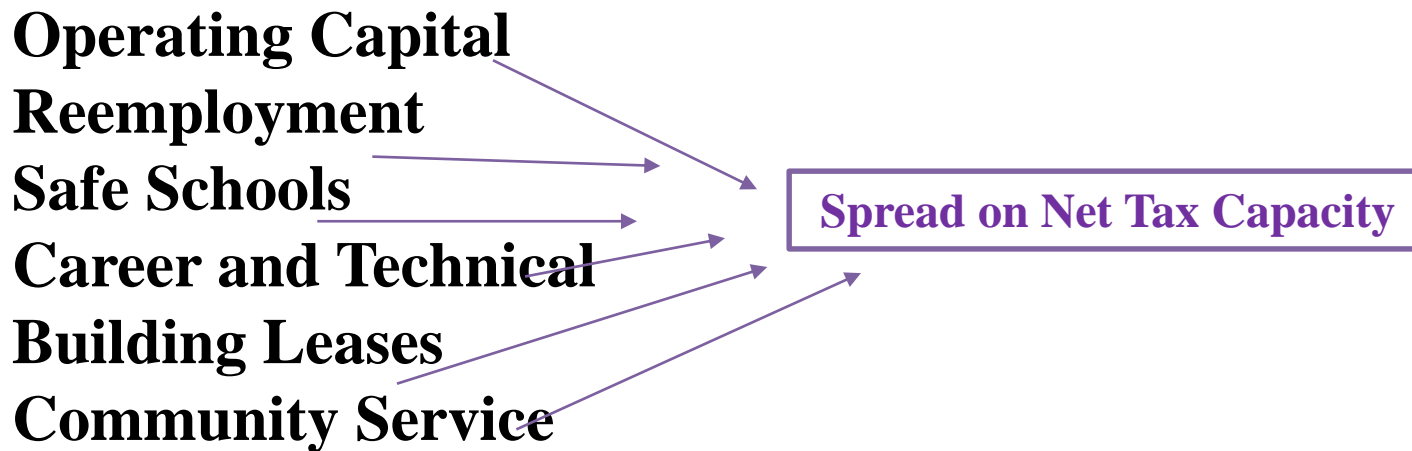 Operating Capital
Reemployment
Safe Schools
Career and Technical
Building Leases
Community Service
Spread on Net Tax Capacity